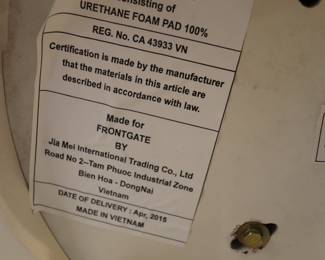 consisting of
URETHANE FOAM PAD 100%
REG. No. CA 43933 VN
Certification is made by the manufacturer
that the materials in this article are
described in accordance with law.
Made for
FRONTGATE
BY
Jia Mei International Trading Co., Ltd
Road No 2–Tam Phuoc Industrial Zone
Bien Hoa - DongNai
Vietnam
DATE OF DELIVERY : Apr, 2015
MADE IN VIETNAM